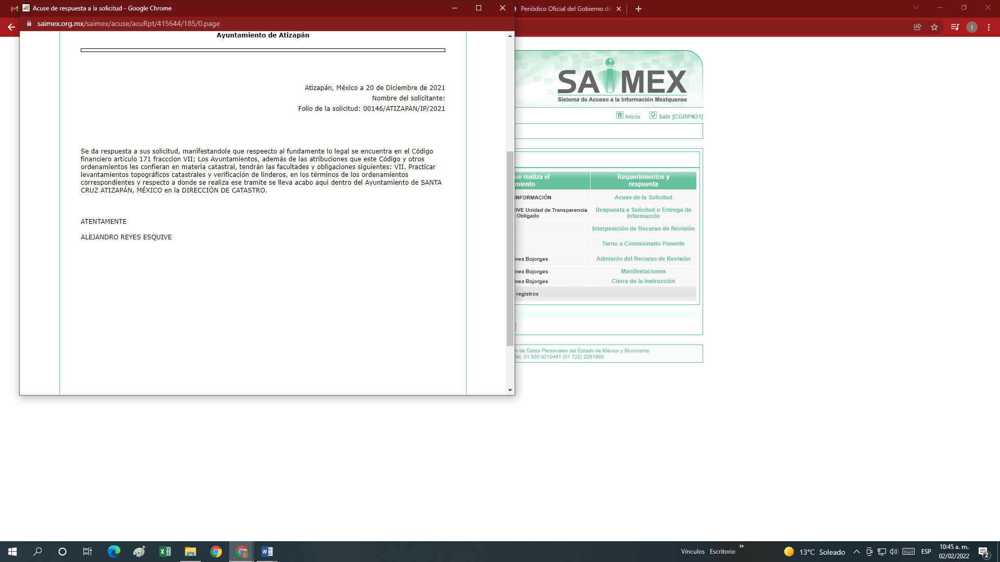 Acuse de respuesta a la solicitud - Google Chrome
Periódico Oficial del Gobierno de
saimex.org.mx/saimex/acuse/acuRpt/415644/185/0.page
I
Ayuntamiento de Atizapán
Atizapán, México a 20 de Diciembre de 2021
Nombre del solicitante:
Folio de la solicitud: 00146/ATIZAPAN/IP/2021
Se da respuesta a sus solicitud, manifestandole que respeecto al fundamente lo legal se encuentra en el Código
financiero artículo 171 fracccion VII; Los Ayuntamientos, además de las atribuciones que este Código y otros
ordenamientos les confieran en materia catastral, tendrán las facultades y obligaciones siguientes: VII. Practicar
levantamientos topográficos catastrales y verificación de linderos, en los términos de los ordenamientos
correspondientes y respecto a donde se realiza ese tramite se lleva acabo aqui dentro del Ayuntamiento de SANTA
CRUZ ATIZAPÁN, MÉXICO en la DIRECCIÓN DE CATASTRO.
ATENTAMENTE
ALEJANDRO REYES ESQUIVE
SAIMEX
Sistema de Acceso a la Información Mexiquense
Inicio
Salir [CGRPN31]
ue realiza el
miento
Requerimientos y
respuesta
INFORMACIÓN
Acuse de la Solicitud
IVE Unidad de Transparencia
Obligado
Respuesta a Solicitud o Entrega de
Información
Interposición de Recurso de Revisión
Turno a Comisionado Ponente
inez Bojorges
Admisión del Recurso de Revisión
inez Bojorges
Manifestaciones
inez Bojorges
Cierre de la Instrucción
registros
n de Datos Personales del Estado de México y Municipios
Tel. 01 800 8210441 (01 722) 2261980
Vínculos
Escritorio
»
13°C Soleado
ESP
10:45 a. m.
02/02/2022
2